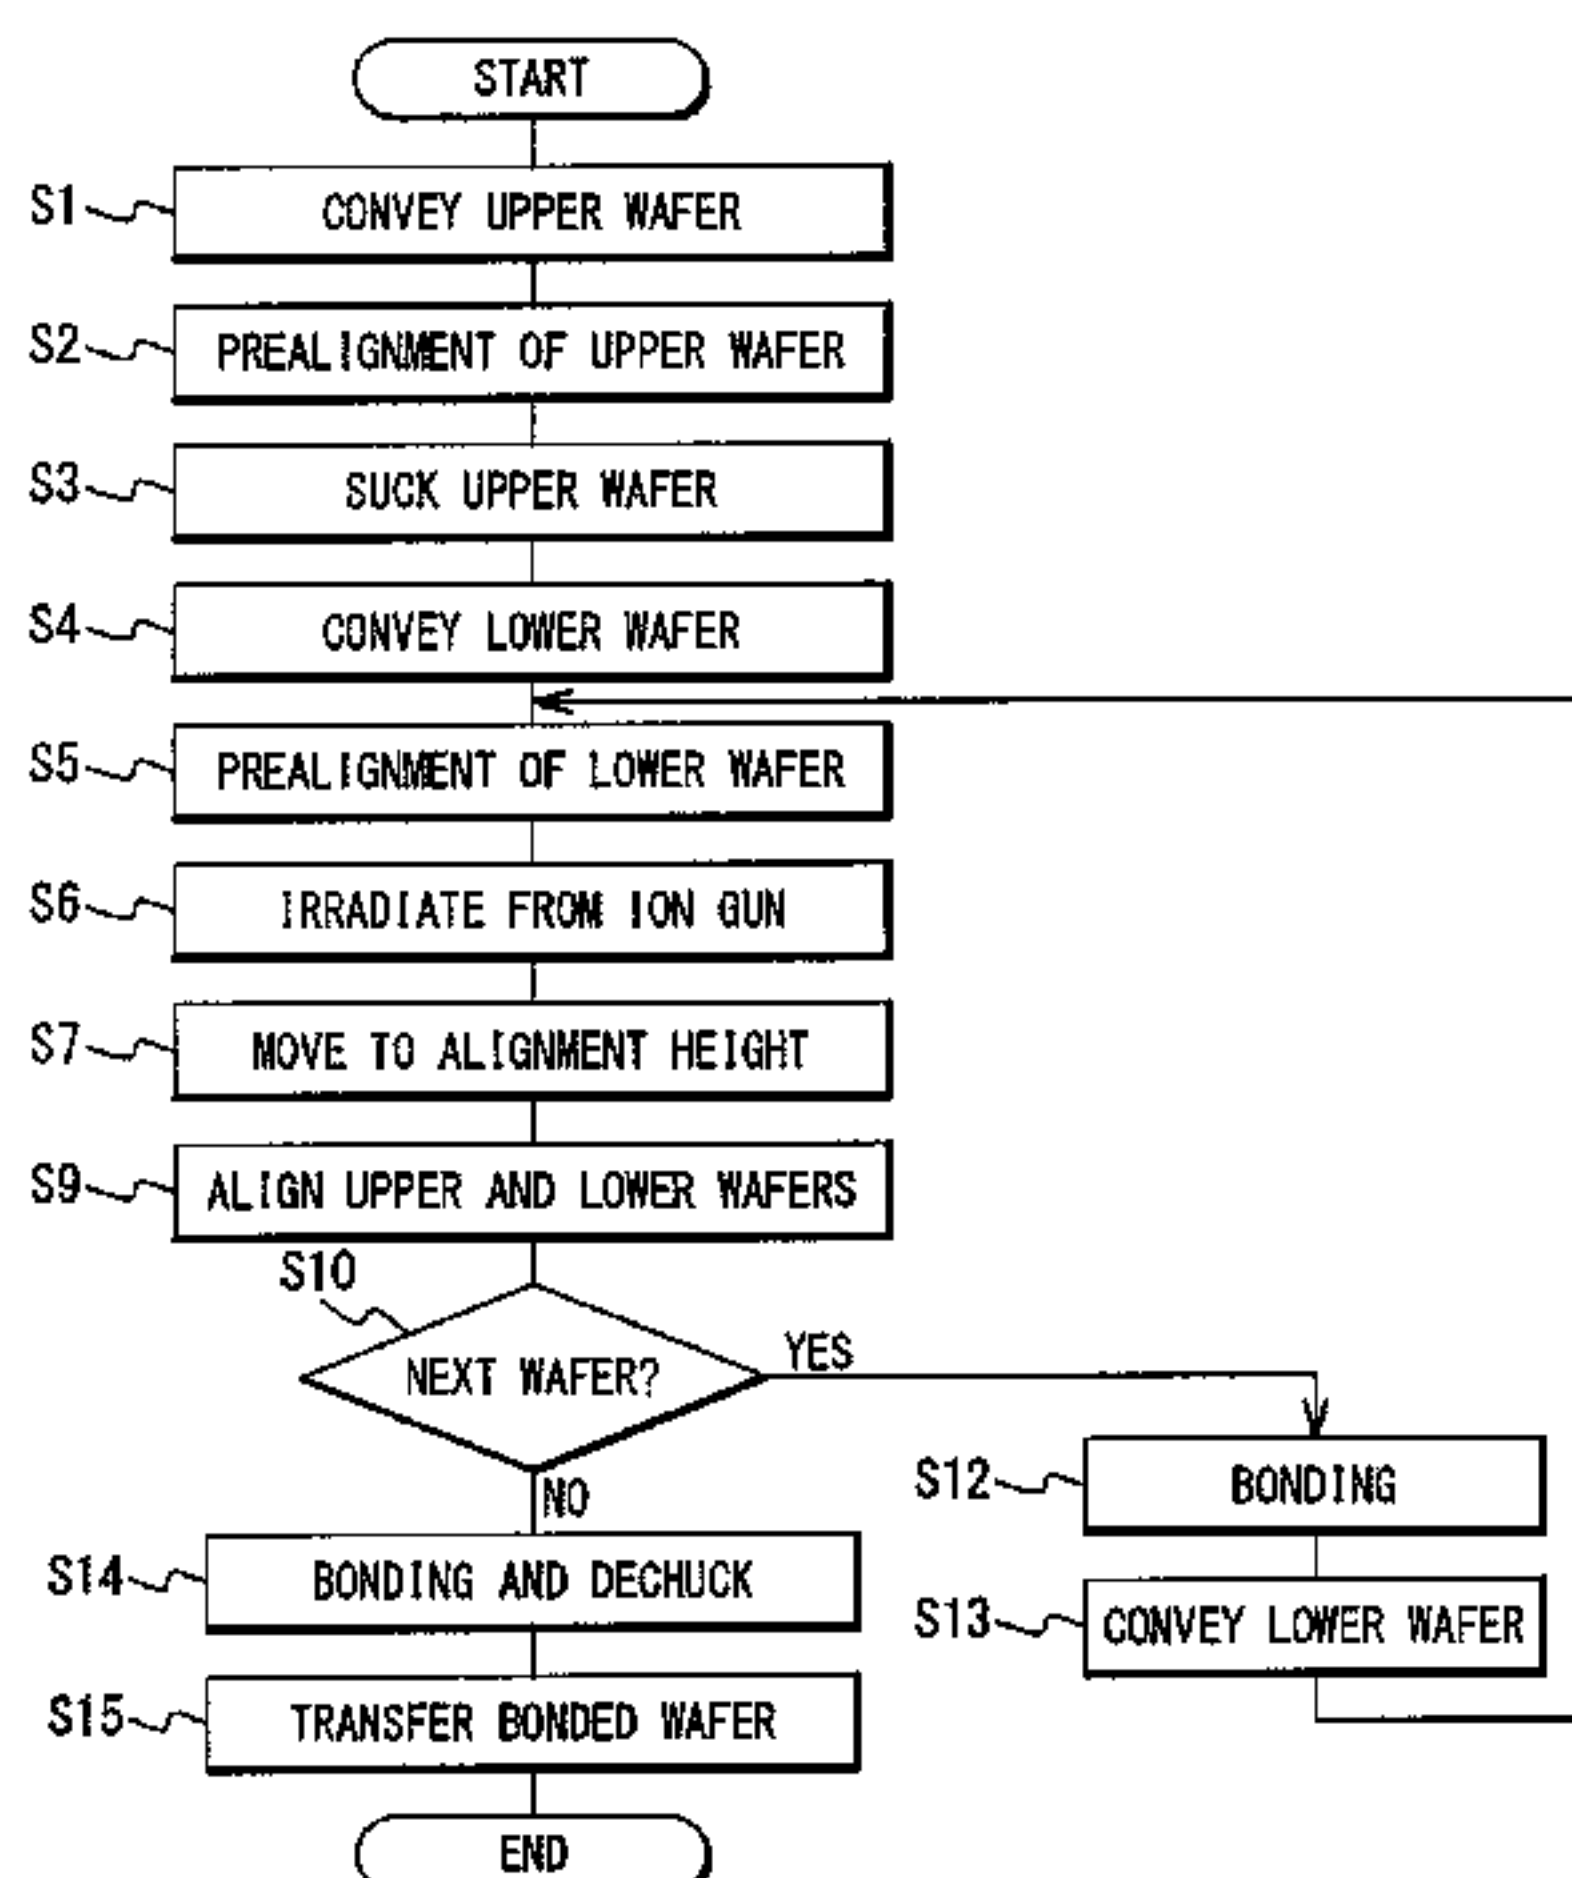 START
S1 CONVEY UPPER WAFER
S2 PREALIGNMENT OF UPPER WAFER
S3 SUCK UPPER WAFER
S4 CONVEY LOWER WAFER
S5 PREALIGNMENT OF LOWER WAFER
S6 IRRADIATE FROM ION GUN
S7 MOVE TO ALIGNMENT HEIGHT
S9 ALIGN UPPER AND LOWER WAFERS
S10
NEXT WAFER?
YES
NO
S12 BONDING
S13 CONVEY LOWER WAFER
S14 BONDING AND DECHUCK
S15 TRANSFER BONDED WAFER
END